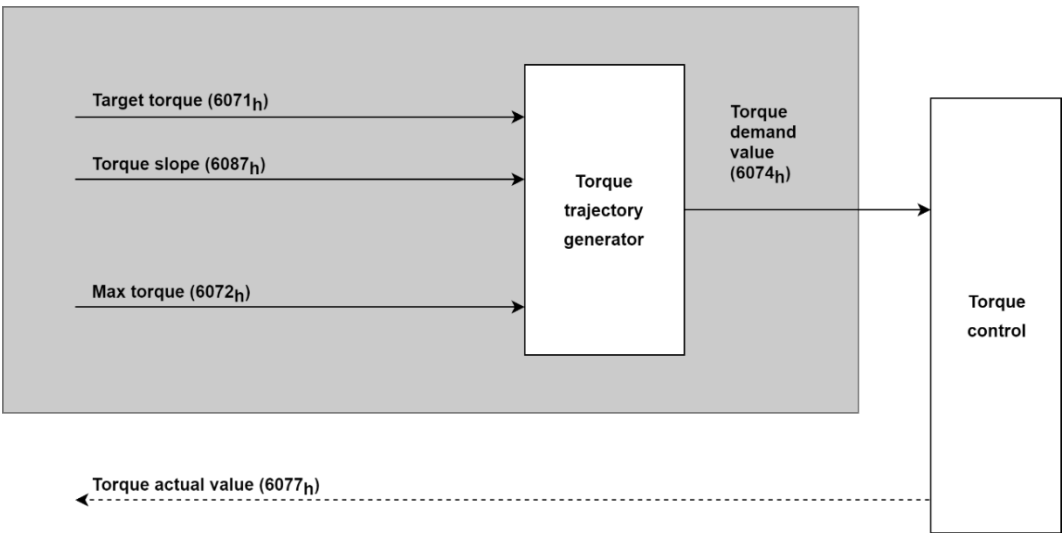 Target torque (6071h)
Torque
demand
value
(6074h)
Torque slope (6087h)
Torque
trajectory
generator
Max torque (6072h)
Torque
control
Torque actual value (6077h)